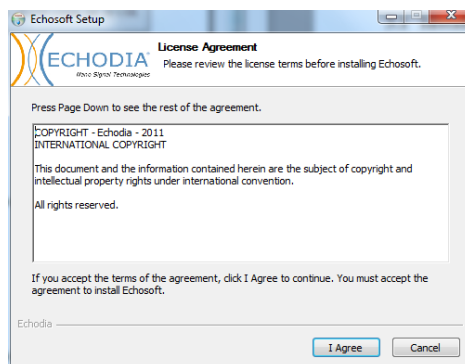 Echosoft Setup
ECHODIA
Nano Signal Technologies
License Agreement
Please review the license terms before installing Echosoft.
Press Page Down to see the rest of the agreement.
COPYRIGHT - Echodia - 2011
INTERNATIONAL COPYRIGHT
This document and the information contained herein are the subject of copyright and
intellectual property rights under international convention.
All rights reserved.
If you accept the terms of the agreement, click I Agree to continue. You must accept the
agreement to install Echosoft.
Echodia
I Agree
Cancel